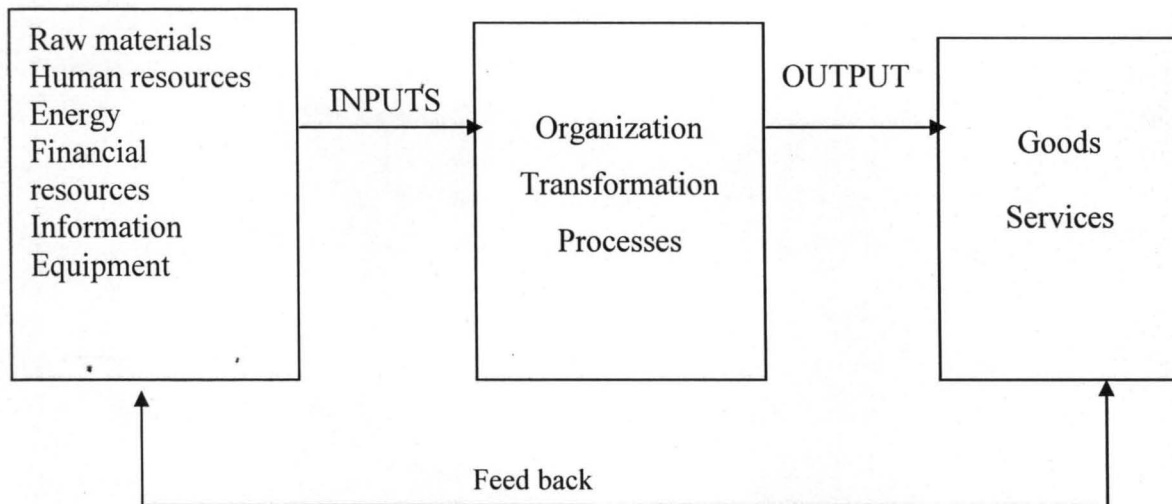 Raw materials
Human resources
Energy
Financial
resources
Information
Equipment
INPUTS
Organization
Transformation
Processes
OUTPUT
Goods
Services
Feed back